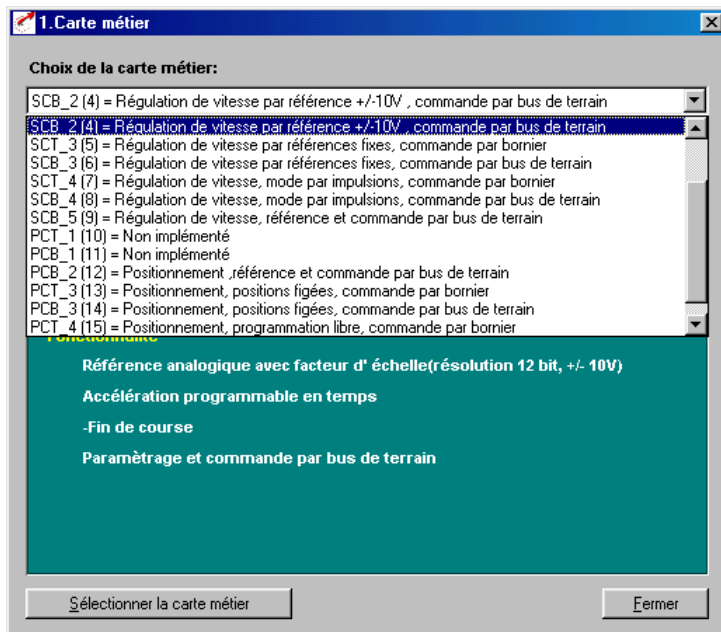 1.Carte métier
Choix de la carte métier:
SCB_2 (4) = Régulation de vitesse par référence +/-10V , commande par bus de terrain
SCB_2 (4) = Régulation de vitesse par référence +/-10V , commande par bus de terrain
SCT_3 (5) = Régulation de vitesse par références fixes, commande par bornier
SCB_3 (6) = Régulation de vitesse par références fixes, commande par bus de terrain
SCT_4 (7) = Régulation de vitesse, mode par impulsions, commande par bornier
SCB_4 (8) = Régulation de vitesse, mode par impulsions, commande par bus de terrain
SCB_5 (9) = Régulation de vitesse, référence et commande par bus de terrain
PCT_1 (10) = Non implémenté
PCB_1 (11) = Non implémenté
PCB_2 (12) = Positionnement ,référence et commande par bus de terrain
PCT_3 (13) = Positionnement, positions figées, commande par bornier
PCB_3 (14) = Positionnement, positions figées, commande par bus de terrain
PCT_4 (15) = Positionnement, programmation libre, commande par bornier
Fonctionnalité
Référence analogique avec facteur d' échelle(résolution 12 bit, +/- 10V)
Accélération programmable en temps
-Fin de course
Paramètrage et commande par bus de terrain
Sélectionner la carte métier
Fermer